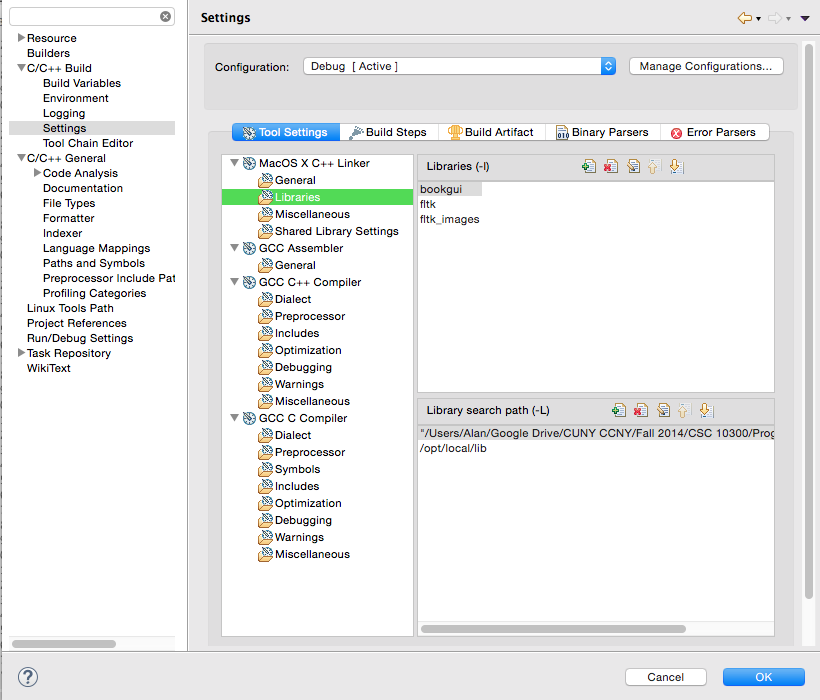 Settings
Resource
Builders
C/C++ Build
Build Variables
Environment
Logging
Settings
Tool Chain Editor
C/C++ General
Code Analysis
Documentation
File Types
Formatter
Indexer
Language Mappings
Paths and Symbols
Preprocessor Include Pat
Profiling Categories
Linux Tools Path
Project References
Run/Debug Settings
Task Repository
WikiText
Configuration:
Debug [ Active ]
Manage Configurations...
Tool Settings
Build Steps
Build Artifact
Binary Parsers
Error Parsers
MacOS X C++ Linker
General
Libraries
Miscellaneous
Shared Library Settings
GCC Assembler
General
GCC C++ Compiler
Dialect
Preprocessor
Includes
Optimization
Debugging
Warnings
Miscellaneous
GCC C Compiler
Dialect
Preprocessor
Symbols
Includes
Optimization
Debugging
Warnings
Miscellaneous
Libraries (-l)
bookgui
fltk
fltk_images
Library search path (-L)
"/Users/Alan/Google Drive/CUNY CCNY/Fall 2014/CSC 10300/Prog
/opt/local/lib
?
Cancel
OK